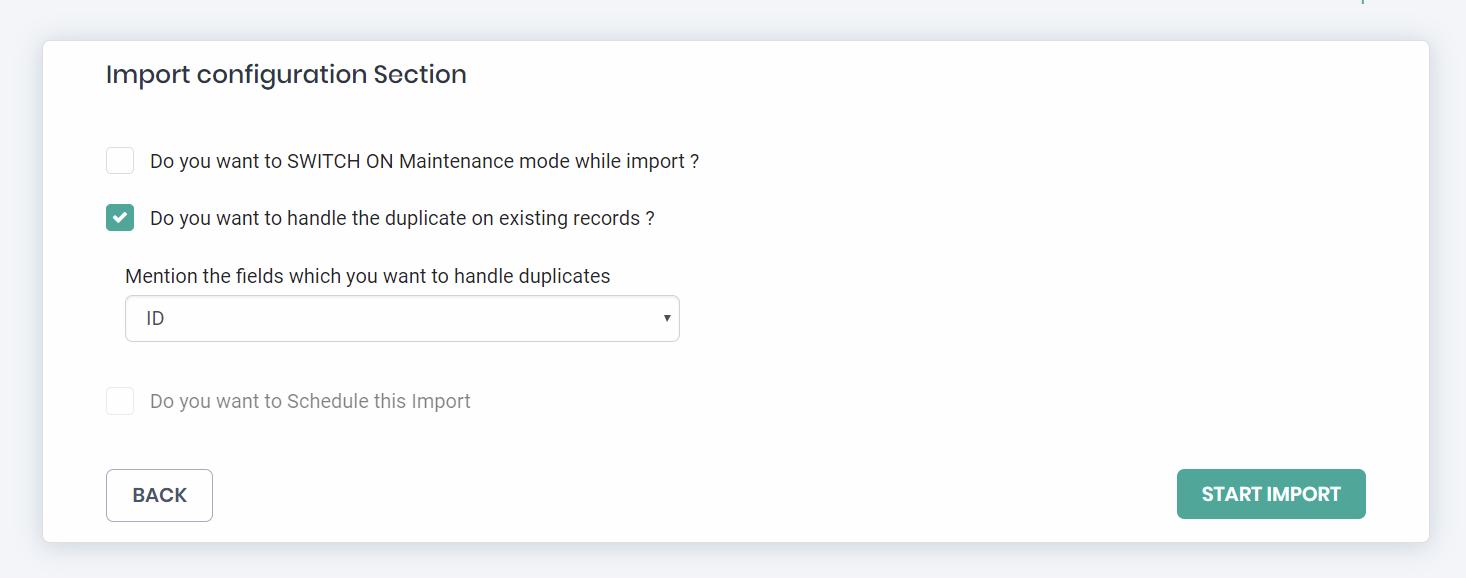 Import configuration Section
Do you want to SWITCH ON Maintenance mode while import ?
Do you want to handle the duplicate on existing records ?
Mention the fields which you want to handle duplicates
ID
Do you want to Schedule this Import
BACK
START IMPORT